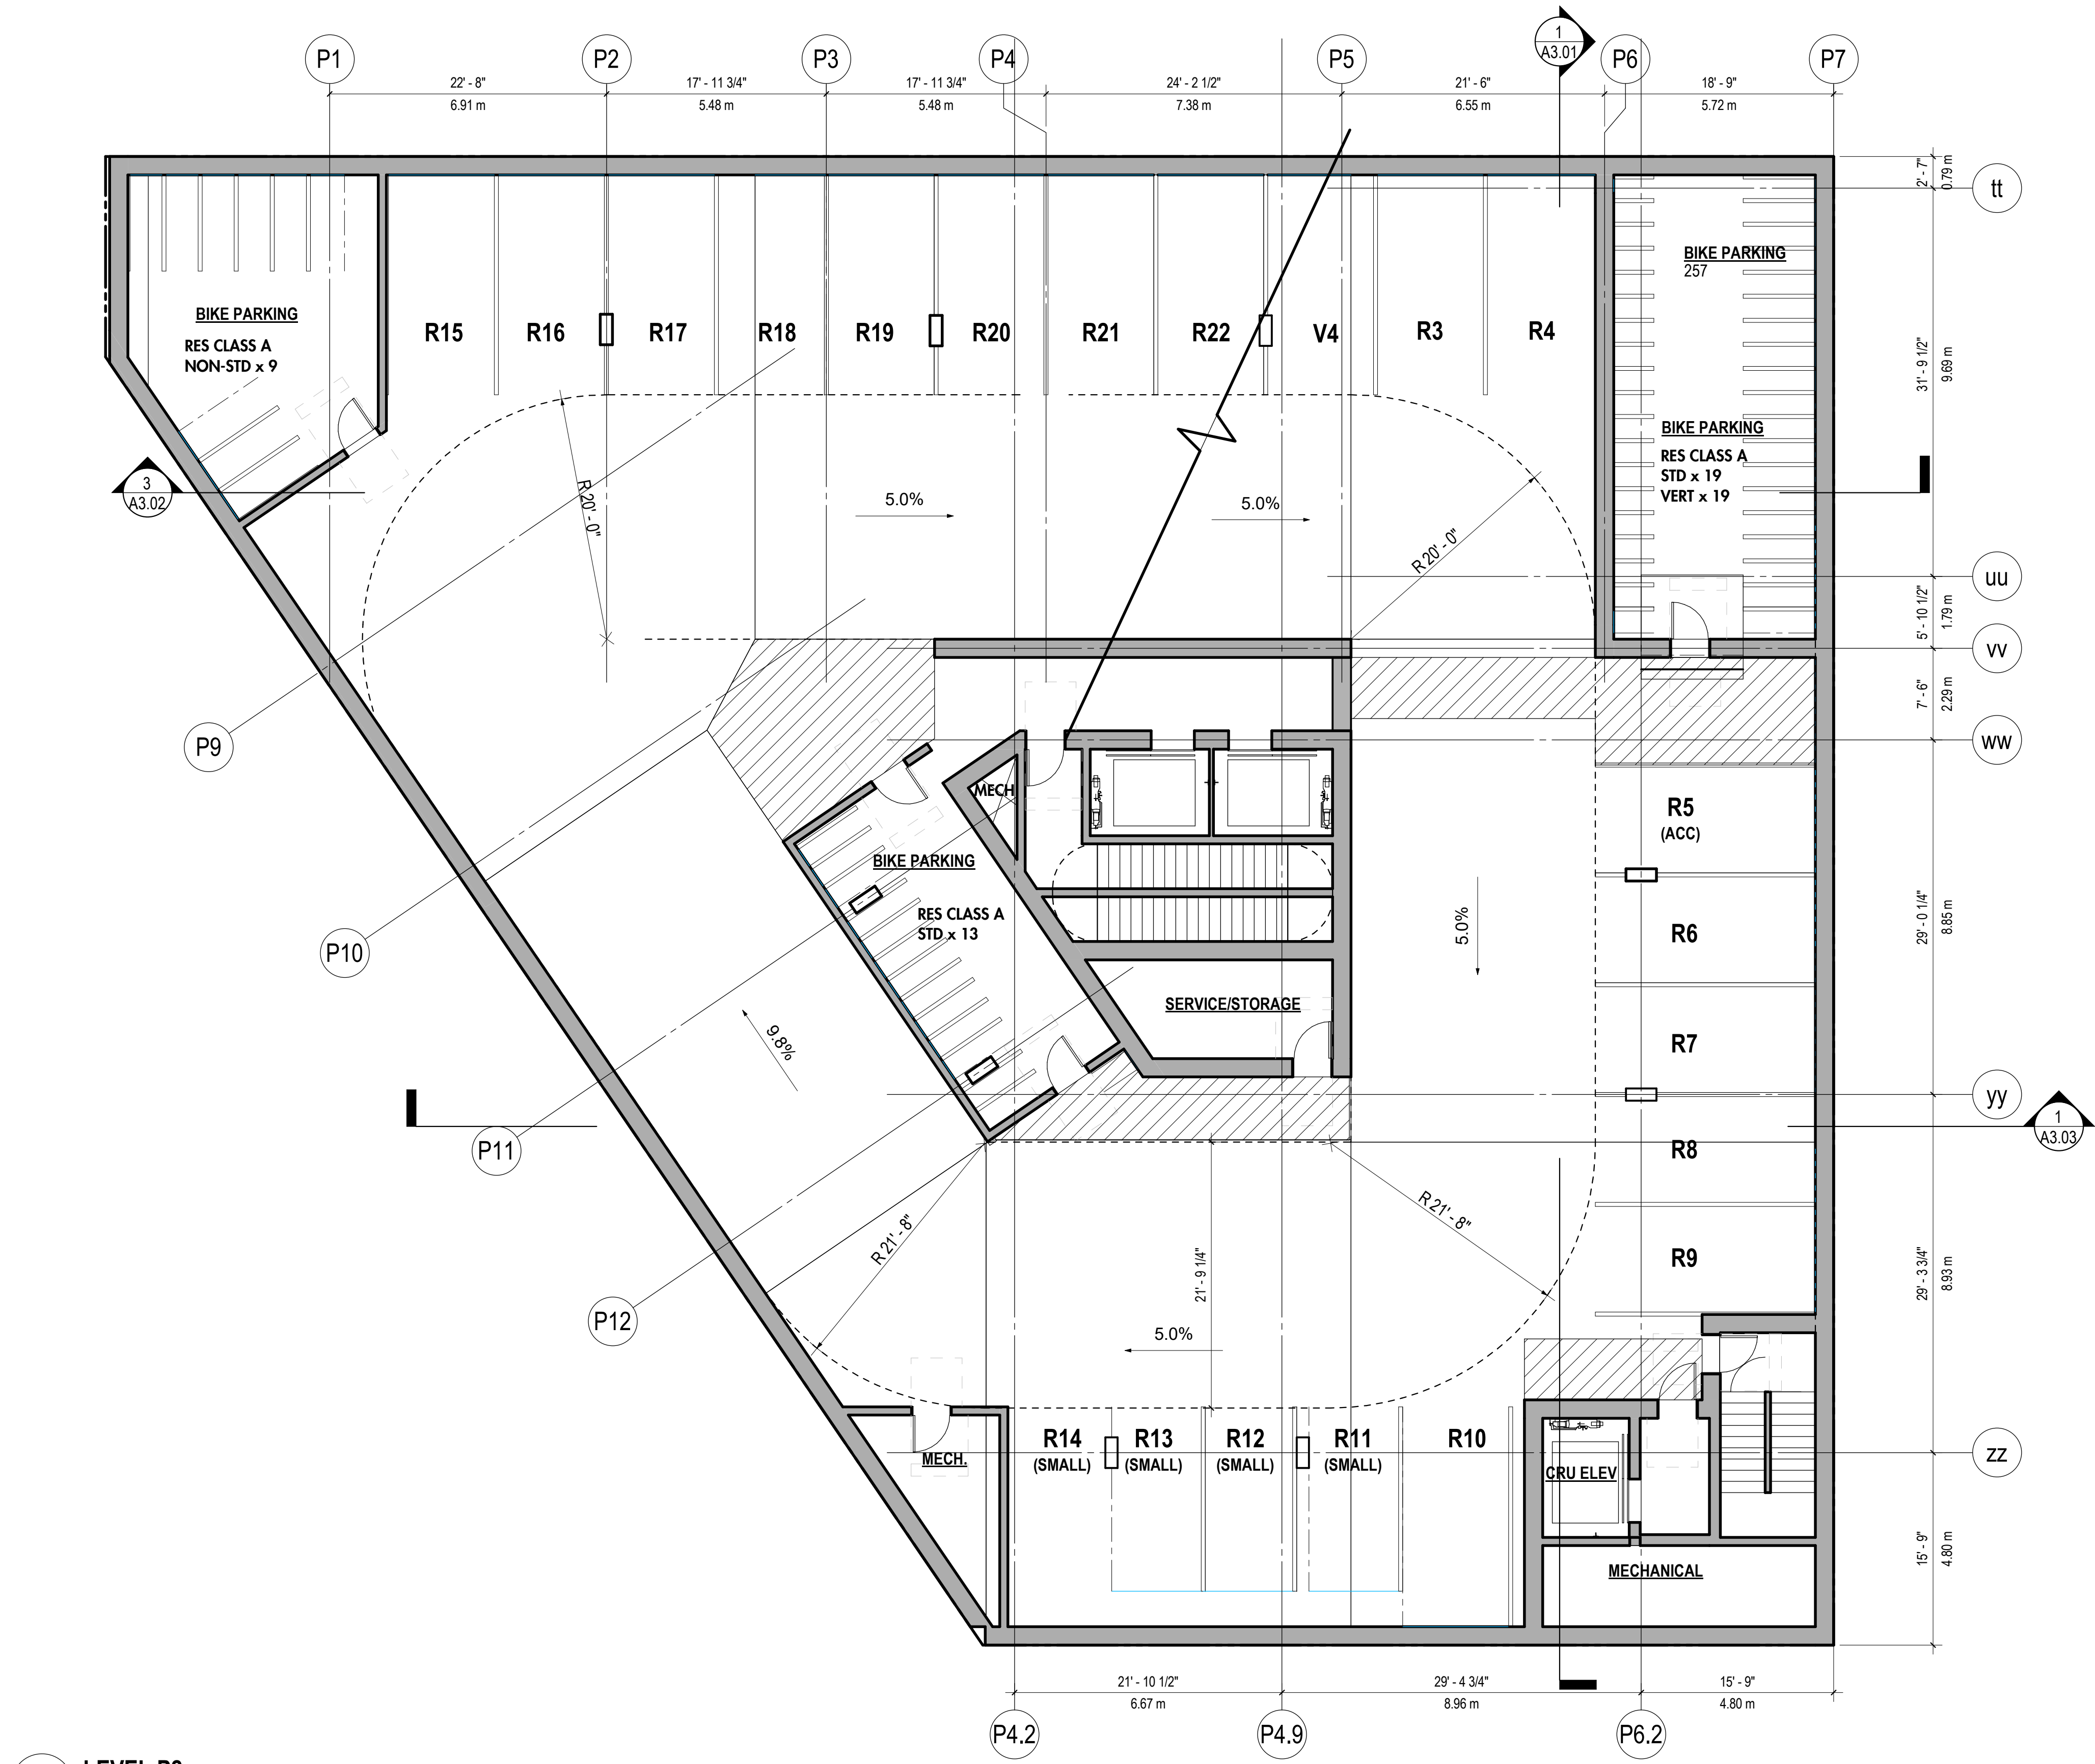 1
A3.01
P1
P2
P3
P4
P5
P6
P7
22' - 8"
17' - 11 3/4"
17' - 11 3/4"
24' - 2 1/2"
21' - 6"
18' - 9"
6.91 m
5.48 m
5.48 m
7.38 m
6.55 m
5.72 m
2' - 7"
0.79 m
tt
BIKE PARKING
257
BIKE PARKING
RES CLASS A
NON-STD x 9
R15
R16
R17
R18
R19
R20
R21
R22
V4
R3
R4
31' - 9 1/2"
9.69 m
BIKE PARKING
RES CLASS A
STD x 19
VERT x 19
3
A3.02
R 20' - 0"
5.0%
5.0%
R 20' - 0"
uu
5' - 10 1/2"
1.79 m
vv
7' - 6"
2.29 m
P9
ww
MECH
R5
(ACC)
BIKE PARKING
RES CLASS A
STD x 13
R6
5.0%
29' - 0 1/4"
8.85 m
P10
SERVICE/STORAGE
9.8%
R7
yy
1
A3.03
P11
R8
R 21' - 8"
R 21' - 8"
21' - 9 1/4"
R9
29' - 3 3/4"
8.93 m
P12
5.0%
R14
(SMALL)
R13
(SMALL)
R12
(SMALL)
R11
(SMALL)
R10
MECH.
CRU ELEV
zz
MECHANICAL
15' - 9"
4.80 m
21' - 10 1/2"
29' - 4 3/4"
15' - 9"
6.67 m
8.96 m
4.80 m
P4.2
P4.9
P6.2